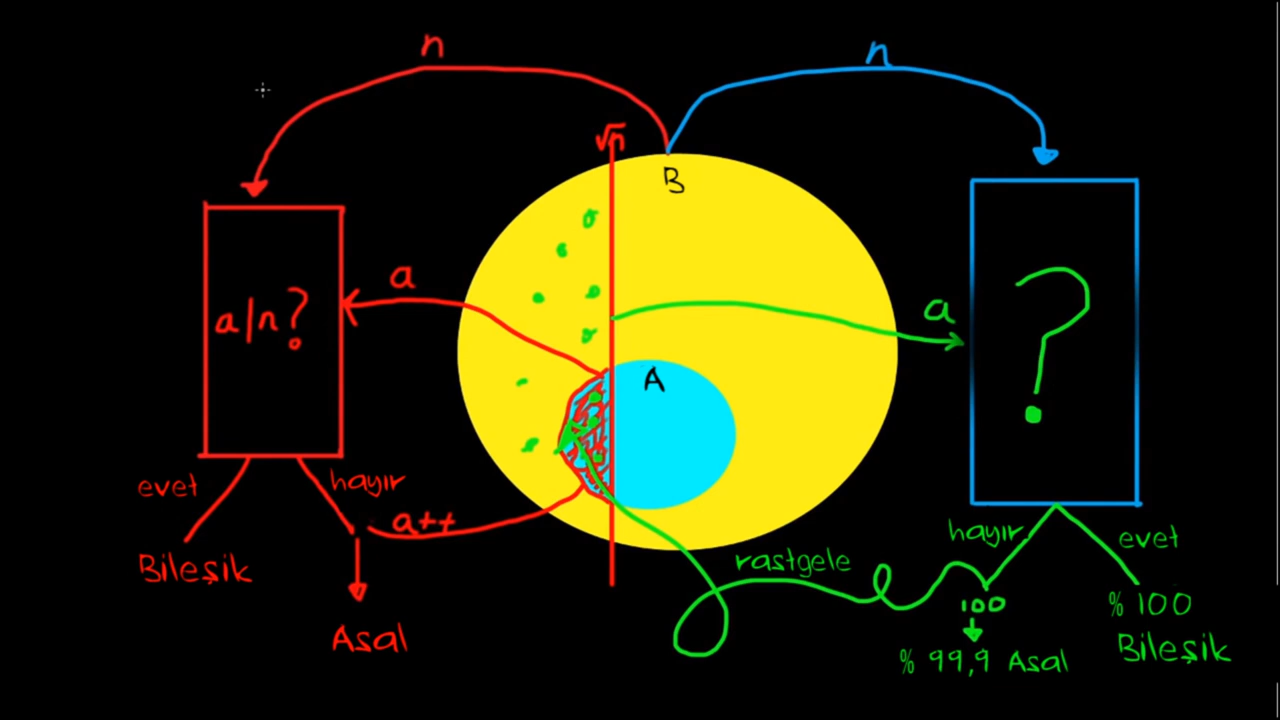 n
n
√n
B
a
a
a|n?
A
?
evet
hayır
a++
Bileşik
Asal
rastgele
hayır
evet
100
% 100
Bileşik
% 99,9 Asal